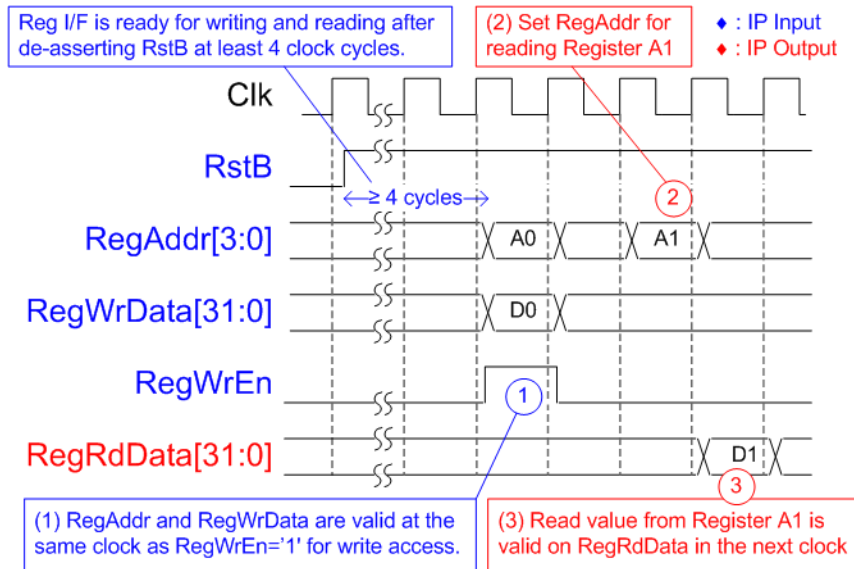 Reg I/F is ready for writing and reading after
de-asserting RstB at least 4 clock cycles.
(2) Set RegAddr for
reading Register A1
♦ : IP Input
♦ : IP Output
Clk
RstB
≥ 4 cycles
2
RegAddr[3:0]
A0
A1
RegWrData[31:0]
D0
RegWrEn
1
RegRdData[31:0]
D1
3
(1) RegAddr and RegWrData are valid at the
same clock as RegWrEn='1' for write access.
(3) Read value from Register A1 is
valid on RegRdData in the next clock